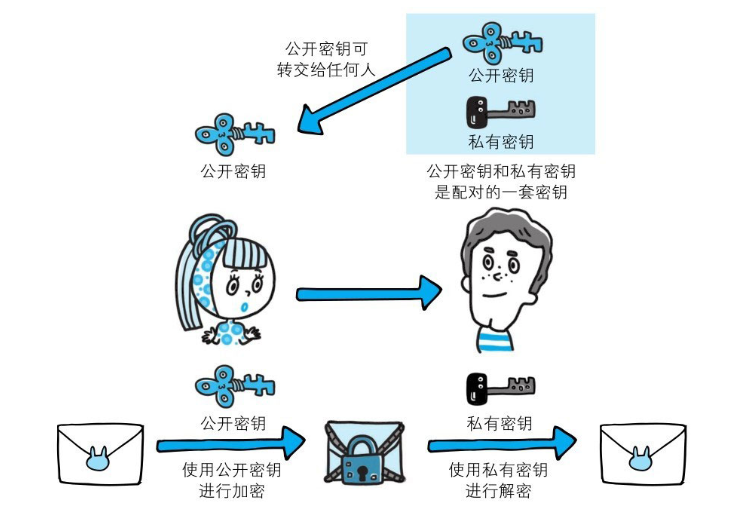 公开密钥可
转交给任何人
公开密钥
私有密钥
公开密钥
公开密钥和私有密钥
是配对的一套密钥
公开密钥
私有密钥
使用公开密钥
进行加密
使用私有密钥
进行解密